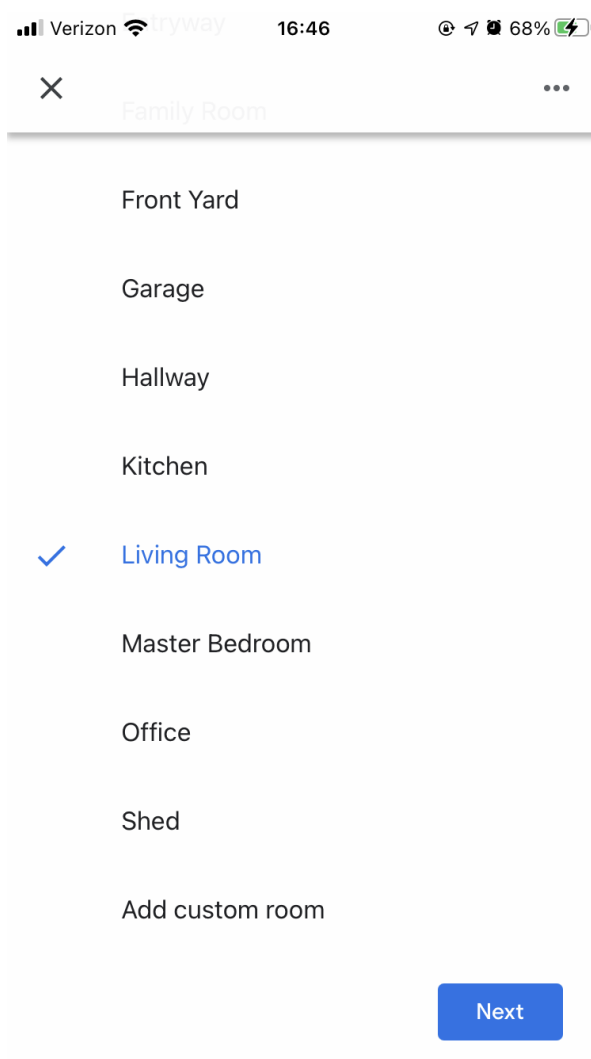 Entryway
Verizon 16:46 68%
Family Room
Front Yard
Garage
Hallway
Kitchen
Living Room
Master Bedroom
Office
Shed
Add custom room
Next